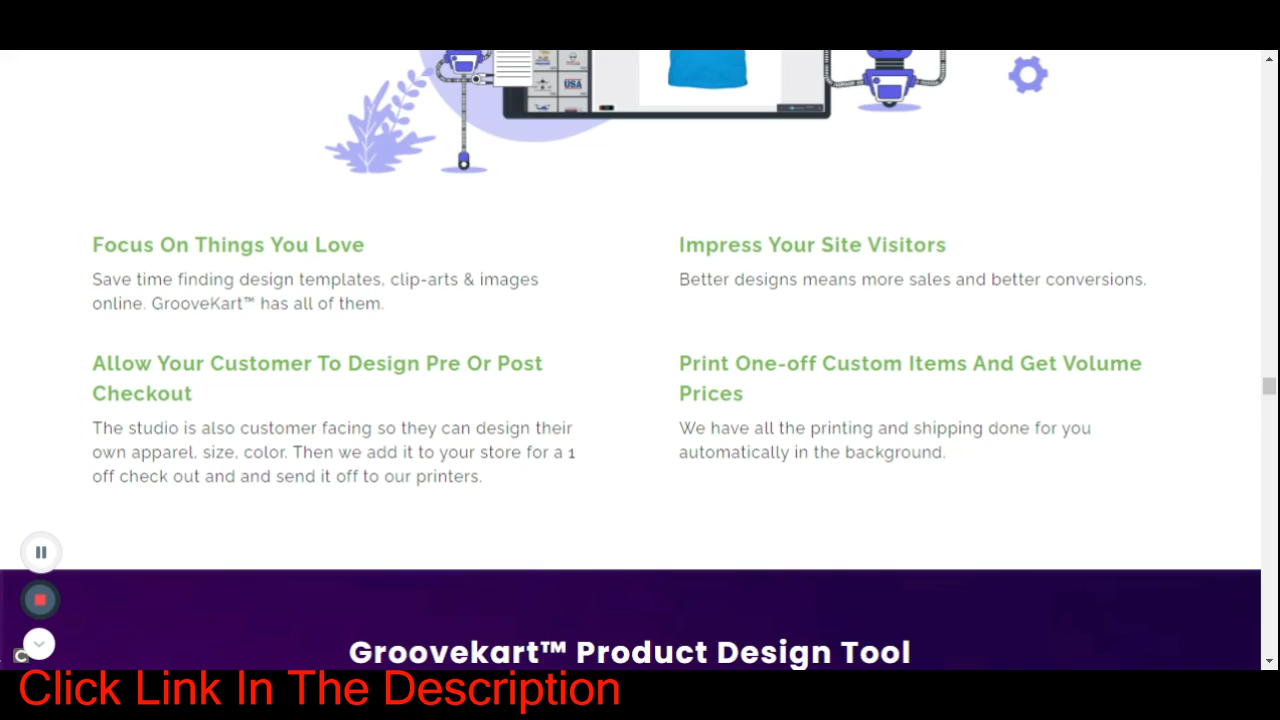 USA
Focus On Things You Love
Save time finding design templates, clip-arts & images
online. GrooveKart™ has all of them.
Impress Your Site Visitors
Better designs means more sales and better conversions.
Allow Your Customer To Design Pre Or Post
Checkout
The studio is also customer facing so they can design their
own apparel, size, color. Then we add it to your store for a 1
off check out and and send it off to our printers.
Print One-off Custom Items And Get Volume
Prices
We have all the printing and shipping done for you
automatically in the background.
Groovekart™ Product Design Tool
Click Link In The Description